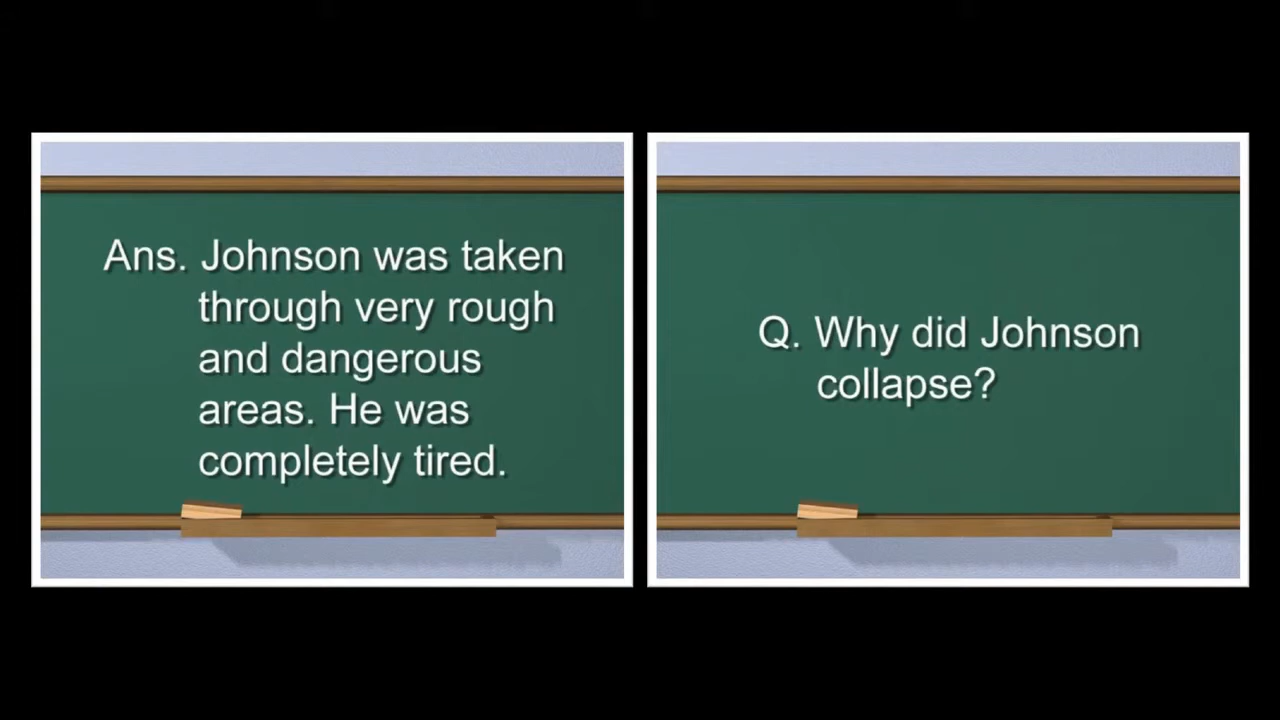 Ans. Johnson was taken
through very rough
and dangerous
areas. He was
completely tired.
Q. Why did Johnson
collapse?